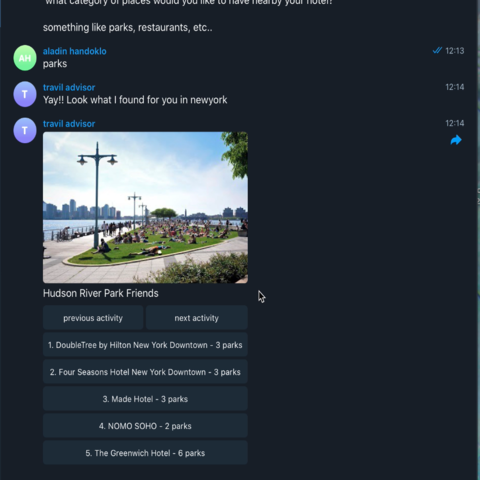 what category of places would you like to have nearby your hotel?
something like parks, restaurants, etc..
AH
aladin handoklo
12:13
parks
T
travil advisor
12:14
Yay!! Look what I found for you in newyork
T
travil advisor
12:14
Hudson River Park Friends
previous activity
next activity
1. DoubleTree by Hilton New York Downtown - 3 parks
2. Four Seasons Hotel New York Downtown - 3 parks
3. Made Hotel - 3 parks
4. NOMO SOHO - 2 parks
5. The Greenwich Hotel - 6 parks